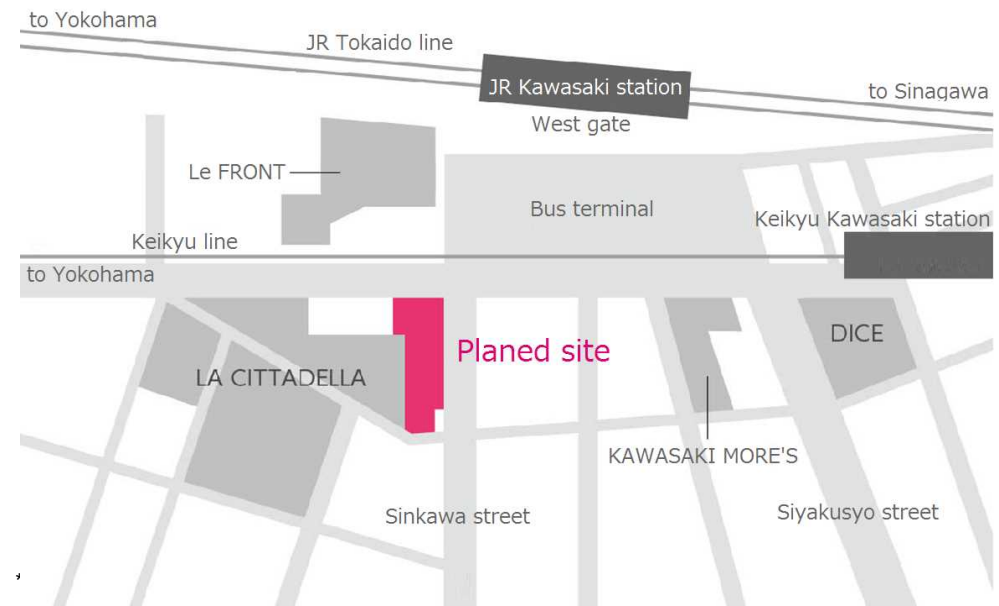 to Yokohama
JR Tokaido line
JR Kawasaki station
to Sinagawa
West gate
Le FRONT
Bus terminal
Keikyu Kawasaki station
Keikyu line
to Yokohama
Planed site
DICE
LA CITTADELLA
KAWASAKI MORE'S
Sinkawa street
Siyakusyo street
*